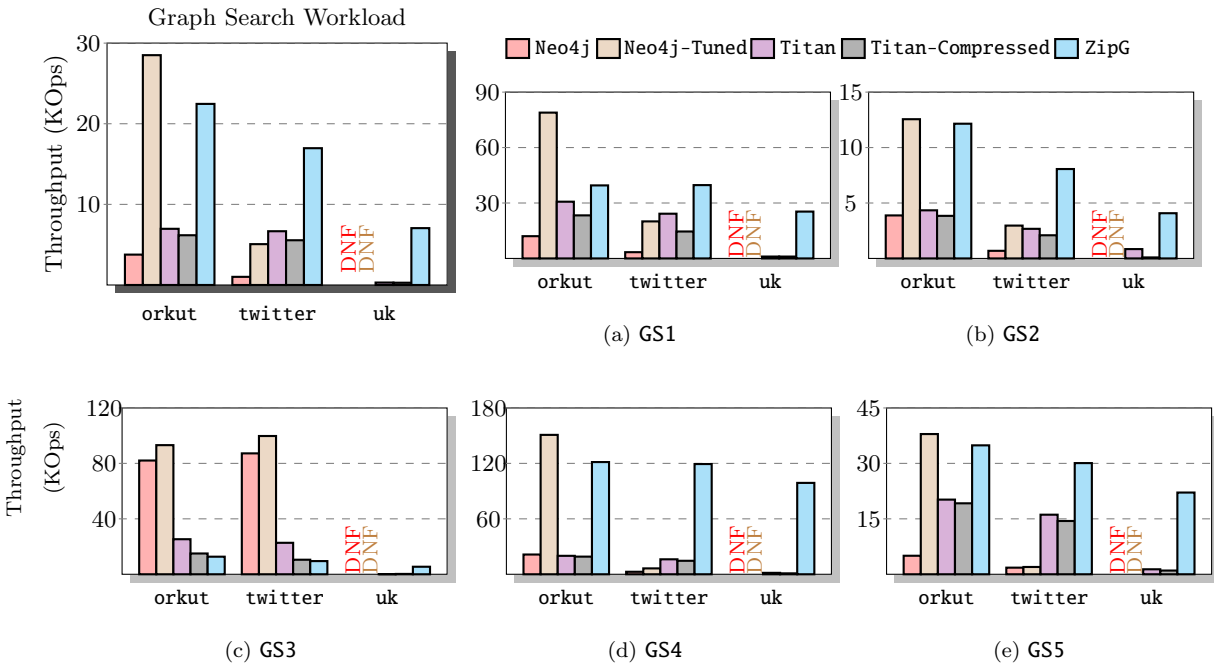 Graph Search Workload
Throughput (KOps)
30
20
10
DNF
DNF
orkut twitter uk
Neo4j Neo4j-Tuned Titan Titan-Compressed ZipG
90
60
30
DNF
DNF
orkut twitter uk
(a) GS1
15
10
5
DNF
DNF
orkut twitter uk
(b) GS2
Throughput
(KOps)
120
80
40
DNF
DNF
orkut twitter uk
(c) GS3
180
120
60
DNF
DNF
orkut twitter uk
(d) GS4
45
30
15
DNF
DNF
orkut twitter uk
(e) GS5